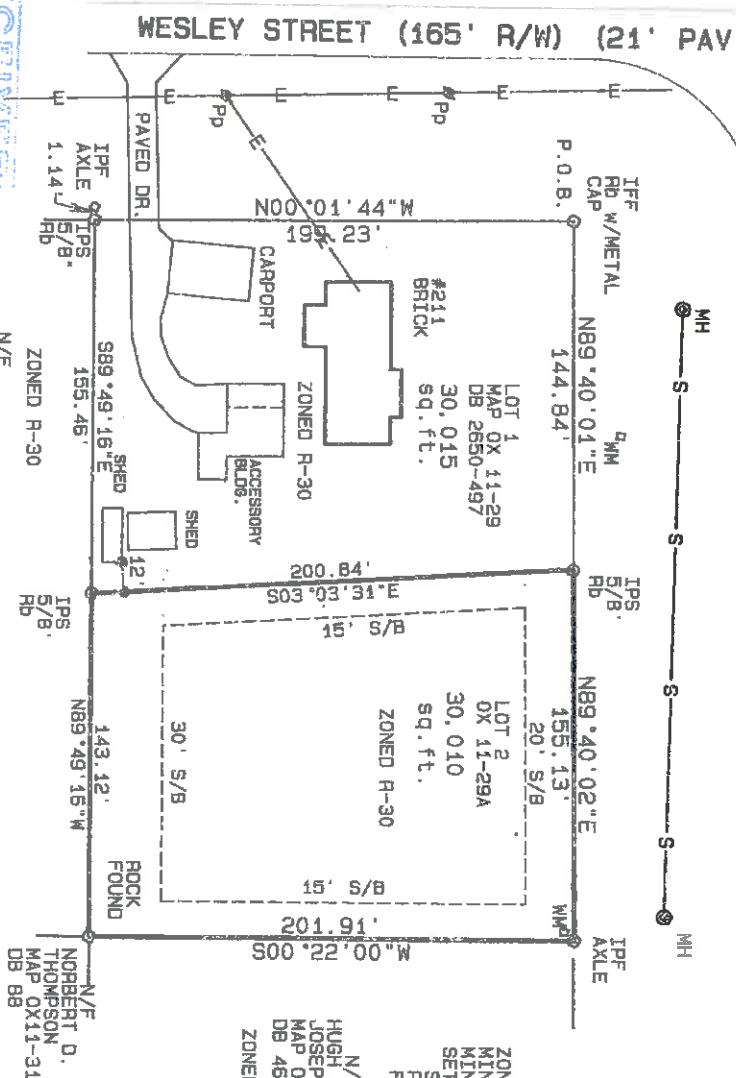 WESLEY STREET (165' R/W) (21' PAV
E
E
E
E
E
E
PP
PP
PAVED DR.
IPF
AXLE
1.14'
IPS
5/8"
Rb
N00°01'44"W
23'
P.O.B.
IFF
RD W/METAL
CAP
MH
S
S
S
S
MH
N89°40'01"E
144.84'
WM
CARPORT
#211
BRICK
LOT 1
MAP OX 11-29
DB 2650-497
30,015
sq.ft.
ZONED R-30
ACCESSORY
BLDG.
S89°49'16"E
155.46'
SHED
SHED
12'
N/F
ZONED R-30
200.84'
S03°03'31"E
IPS
5/8"
Rb
IPS
5/8"
Rb
N89°40'02"E
155.13'
20' S/B
15' S/B
LOT 2
OX 11-29A
30,010
sq.ft.
ZONED R-30
30' S/B
15' S/B
143.12'
N89°49'16"W
ROCK
FOUND
201.91'
S00°22'00"W
WM
IPF
AXLE
N/F
NORBERT D.
THOMPSON
MAP OX11-31
DB 88
N/
HUGH
JOSEP
MAP O
DB 46
ZONE
ZON
MIN
MIN
SET